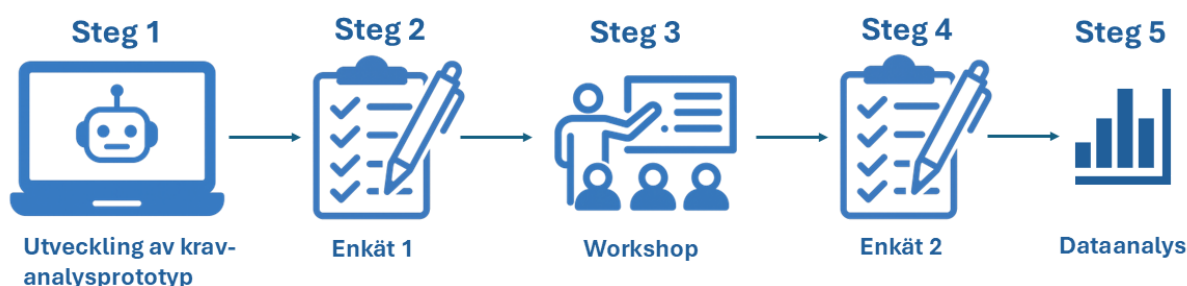 Steg 1
Steg 2
Steg 3
Steg 4
Steg 5
Utveckling av krav-
analysprototyp
Enkät 1
Workshop
Enkät 2
Dataanalys